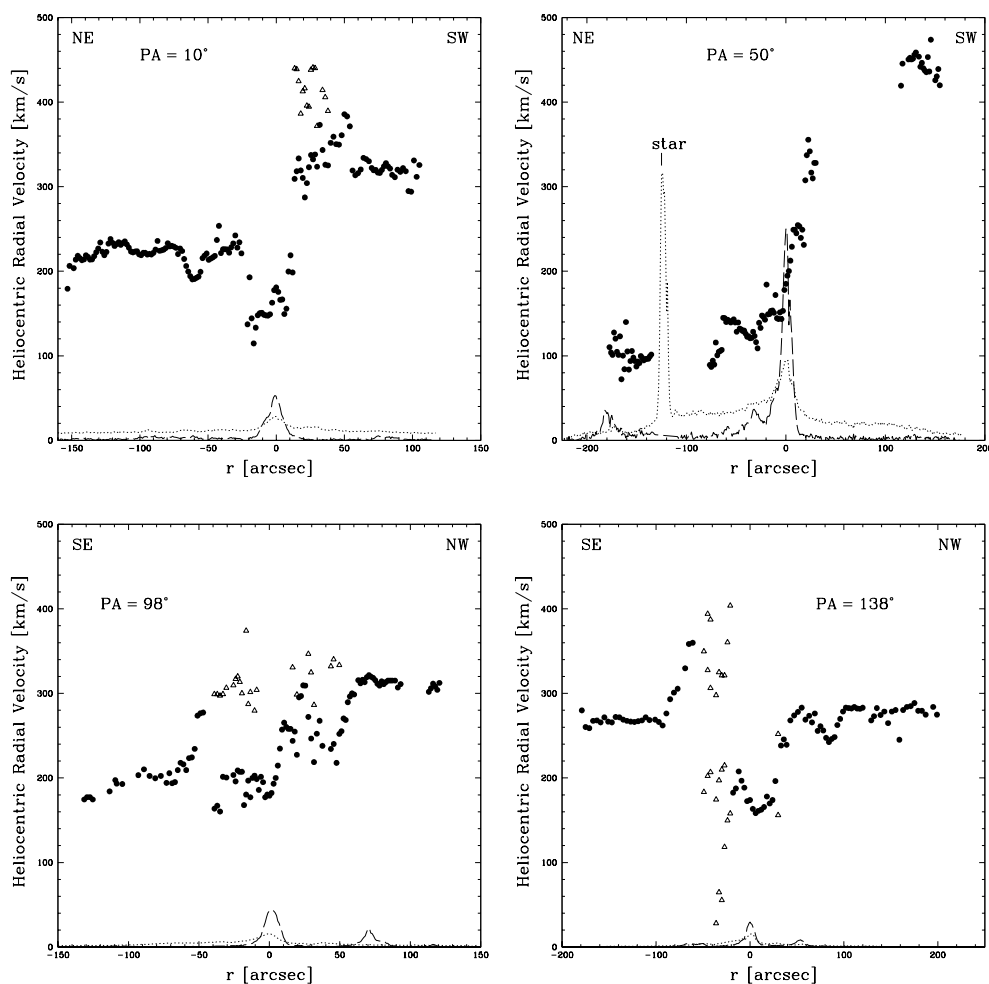 500
400
300
200
100
0
NE
SW
PA = 10°
Heliocentric Radial Velocity [km/s]
-150 -100 -50 0 50 100 150
r [arcsec]
500
400
300
200
100
0
NE
SW
PA = 50°
star
Heliocentric Radial Velocity [km/s]
-200 -100 0 100 200
r [arcsec]
500
400
300
200
100
0
SE
NW
PA = 98°
Heliocentric Radial Velocity [km/s]
-150 -100 -50 0 50 100 150
r [arcsec]
500
400
300
200
100
0
SE
NW
PA = 138°
Heliocentric Radial Velocity [km/s]
-200 -100 0 100 200
r [arcsec]